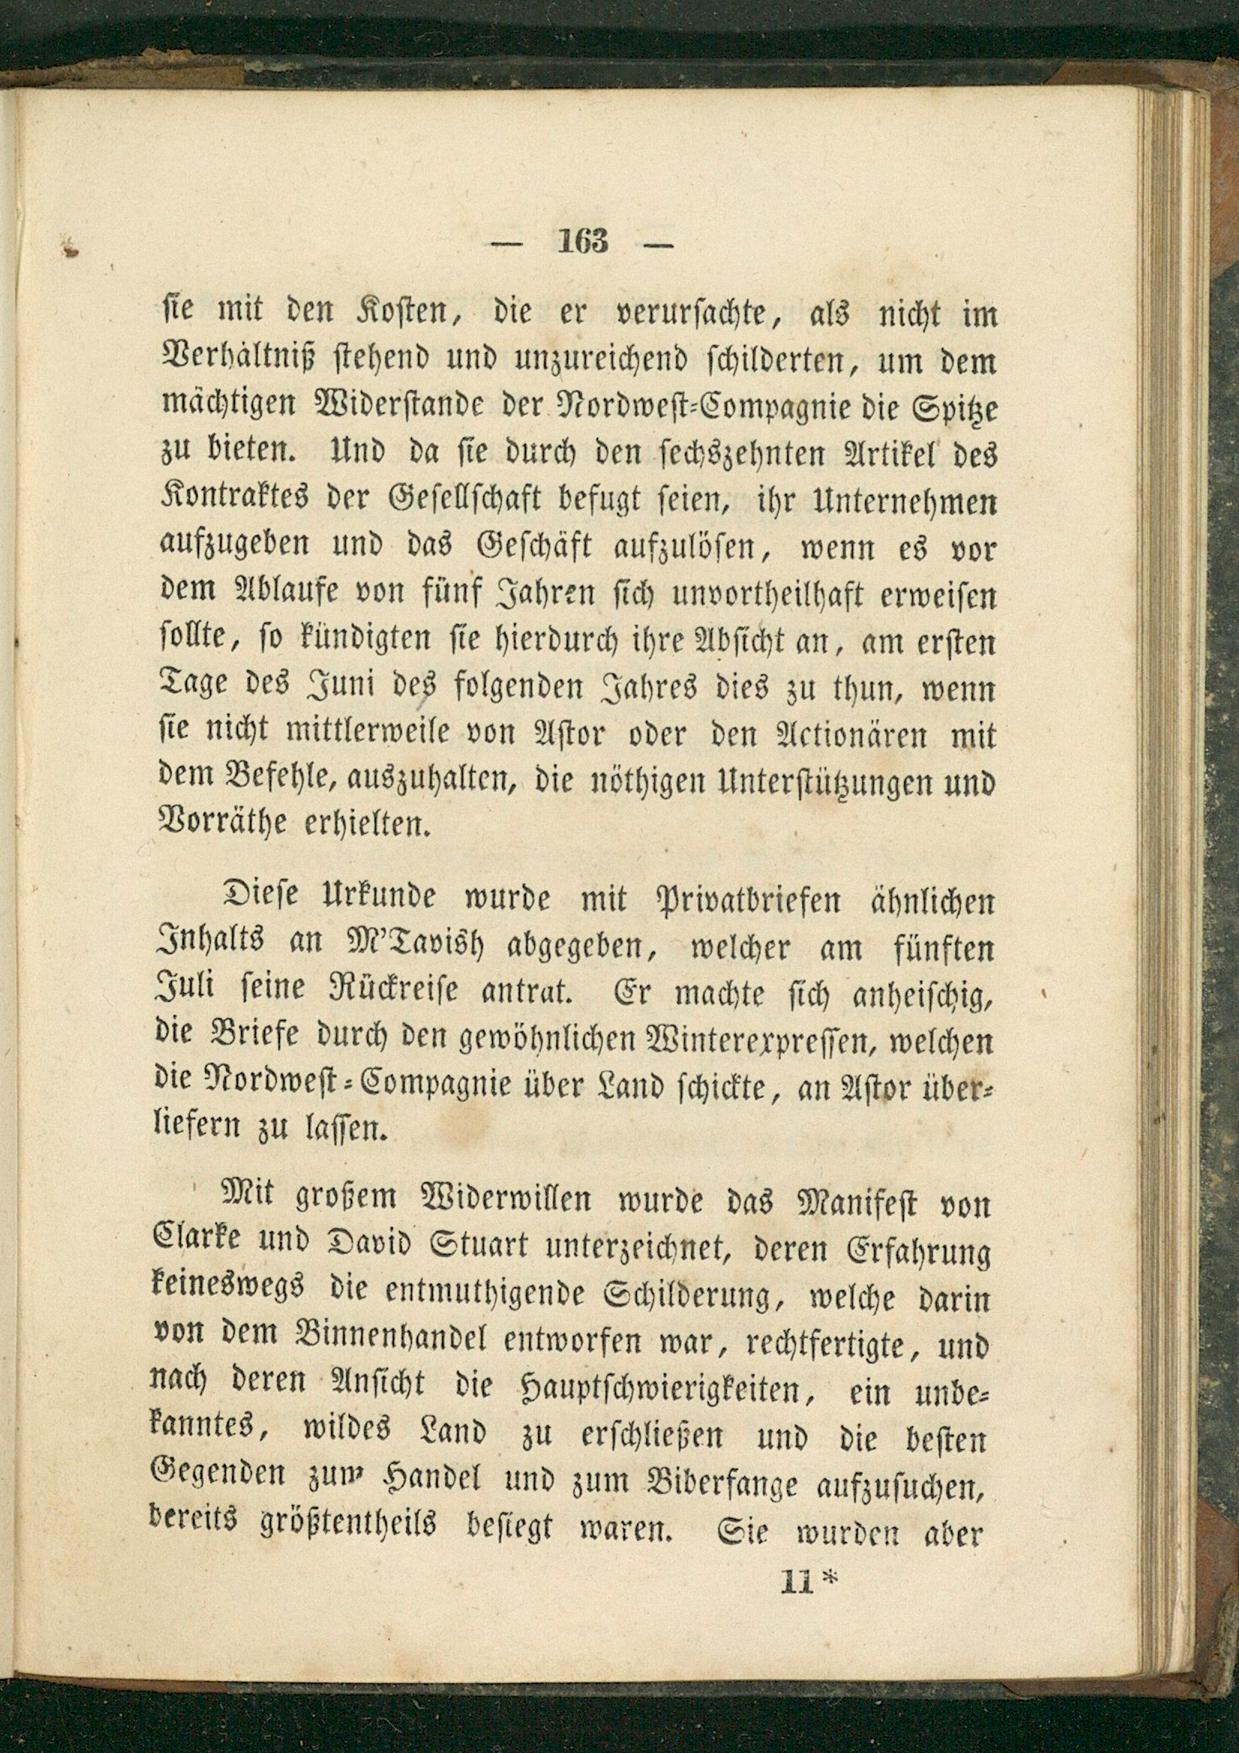 — 163 —
sie mit den Kosten, die er verursachte, als nicht im
Verhältniß stehend und unzureichend schilderten, um dem
mächtigen Widerstande der Nordwest-Compagnie die Spitze
zu bieten. Und da sie durch den sechszehnten Artikel des
Kontraktes der Gesellschaft befugt seien, ihr Unternehmen
aufzugeben und das Geschäft aufzulösen, wenn es vor
dem Ablaufe von fünf Jahren sich unvortheilhaft erweisen
sollte, so kündigten sie hierdurch ihre Absicht an, am ersten
Tage des Juni des folgenden Jahres dies zu thun, wenn
sie nicht mittlerweile von Astor oder den Actionären mit
dem Befehle, auszuhalten, die nöthigen Unterstützungen und
Vorräthe erhielten.
Diese Urkunde wurde mit Privatbriefen ähnlichen
Inhalts an M'Tavish abgegeben, welcher am fünften
Juli seine Rückreise antrat. Er machte sich anheischig,
die Briefe durch den gewöhnlichen Winterexpressen, welchen
die Nordwest-Compagnie über Land schickte, an Astor über-
liefern zu lassen.
Mit großem Widerwillen wurde das Manifest von
Clarke und David Stuart unterzeichnet, deren Erfahrung
keineswegs die entmuthigende Schilderung, welche darin
von dem Binnenhandel entworfen war, rechtfertigte, und
nach deren Ansicht die Hauptschwierigkeiten, ein unbe-
kanntes, wildes Land zu erschließen und die besten
Gegenden zum Handel und zum Biberfange aufzusuchen,
bereits größtentheils besiegt waren. Sie wurden aber
11*